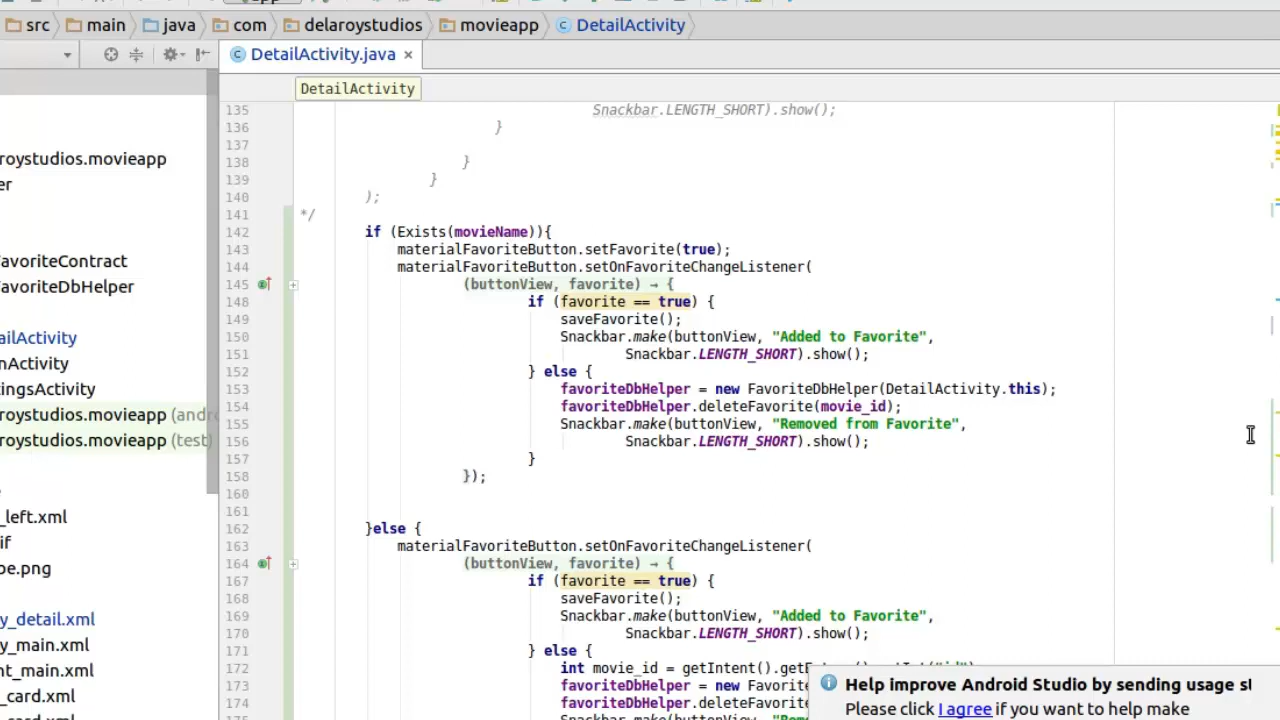 app
src main java com delaroystudios movieapp DetailActivity
DetailActivity.java
DetailActivity
135 Snackbar.LENGTH_SHORT).show();
136 }
137
138 }
139 }
140 );
141 */
142 if (Exists(movieName)){
143 materialFavoriteButton.setFavorite(true);
144 materialFavoriteButton.setOnFavoriteChangeListener(
145 (buttonView, favorite) → {
148 if (favorite == true) {
149 saveFavorite();
150 Snackbar.make(buttonView, "Added to Favorite",
151 Snackbar.LENGTH_SHORT).show();
152 } else {
153 favoriteDbHelper = new FavoriteDbHelper(DetailActivity.this);
154 favoriteDbHelper.deleteFavorite(movie_id);
155 Snackbar.make(buttonView, "Removed from Favorite",
156 Snackbar.LENGTH_SHORT).show();
157 }
158 });
160
161
162 }else {
163 materialFavoriteButton.setOnFavoriteChangeListener(
164 (buttonView, favorite) → {
167 if (favorite == true) {
168 saveFavorite();
169 Snackbar.make(buttonView, "Added to Favorite",
170 Snackbar.LENGTH_SHORT).show();
171 } else {
172 int movie_id = getIntent().get
173 favoriteDbHelper = new Favorite
174 favoriteDbHelper.deleteFavorite
Snackbar.make(buttonView, "Rem
roystudios.movieapp
er
avoriteContract
avoriteDbHelper
ailActivity
nActivity
ingsActivity
roystudios.movieapp (andr
roystudios.movieapp (test)
_left.xml
if
pe.png
y_detail.xml
y_main.xml
nt_main.xml
_card.xml
Help improve Android Studio by sending usage st
Please click I agree if you want to help make